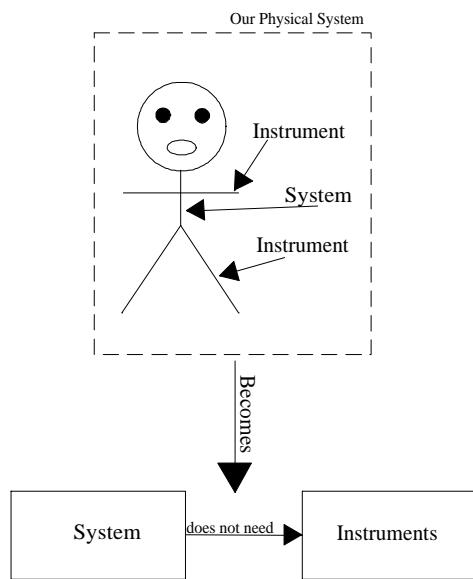 Our Physical System
Instrument
System
Instrument
Becomes
System
does not need
Instruments